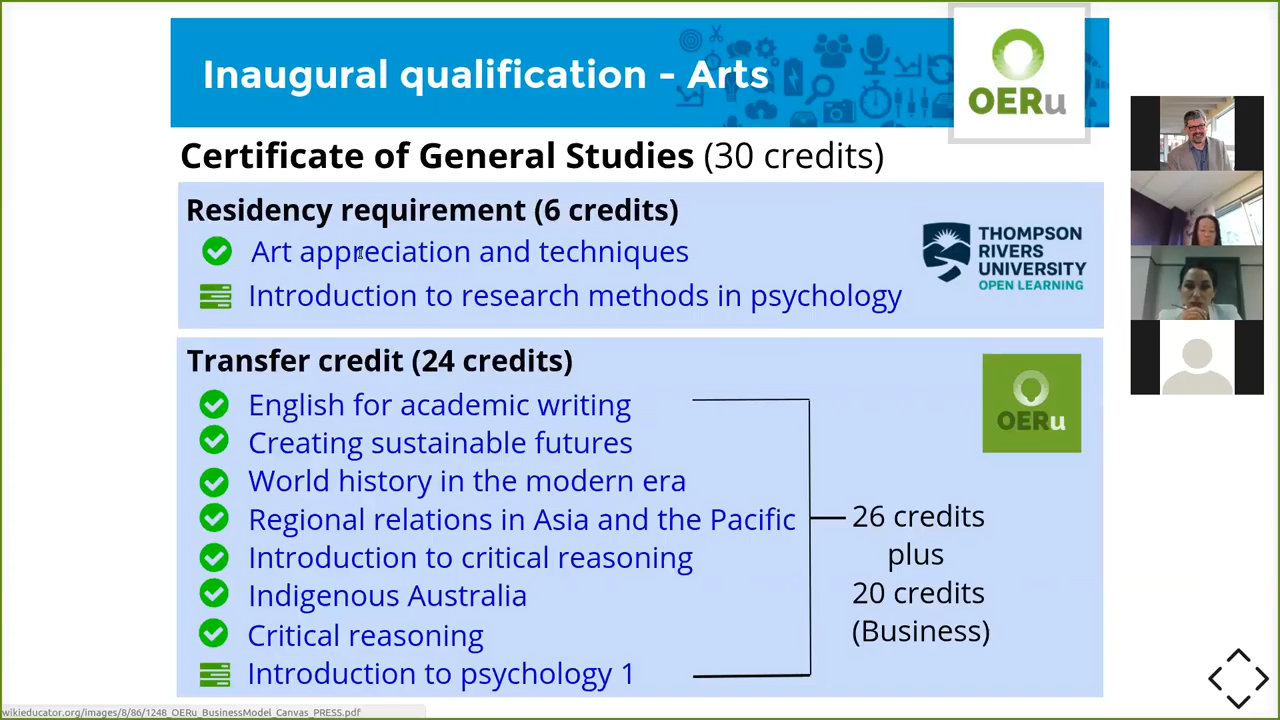 Inaugural qualification - Arts
OERu
Certificate of General Studies (30 credits)
Residency requirement (6 credits)
Art appreciation and techniques
Introduction to research methods in psychology
THOMPSON
RIVERS
UNIVERSITY
OPEN LEARNING
Transfer credit (24 credits)
English for academic writing
Creating sustainable futures
World history in the modern era
Regional relations in Asia and the Pacific
Introduction to critical reasoning
Indigenous Australia
Critical reasoning
Introduction to psychology 1
OERu
26 credits
plus
20 credits
(Business)
wikieducator.org/images/8/86/1248_OERu_BusinessModel_Canvas_PRESS.pdf